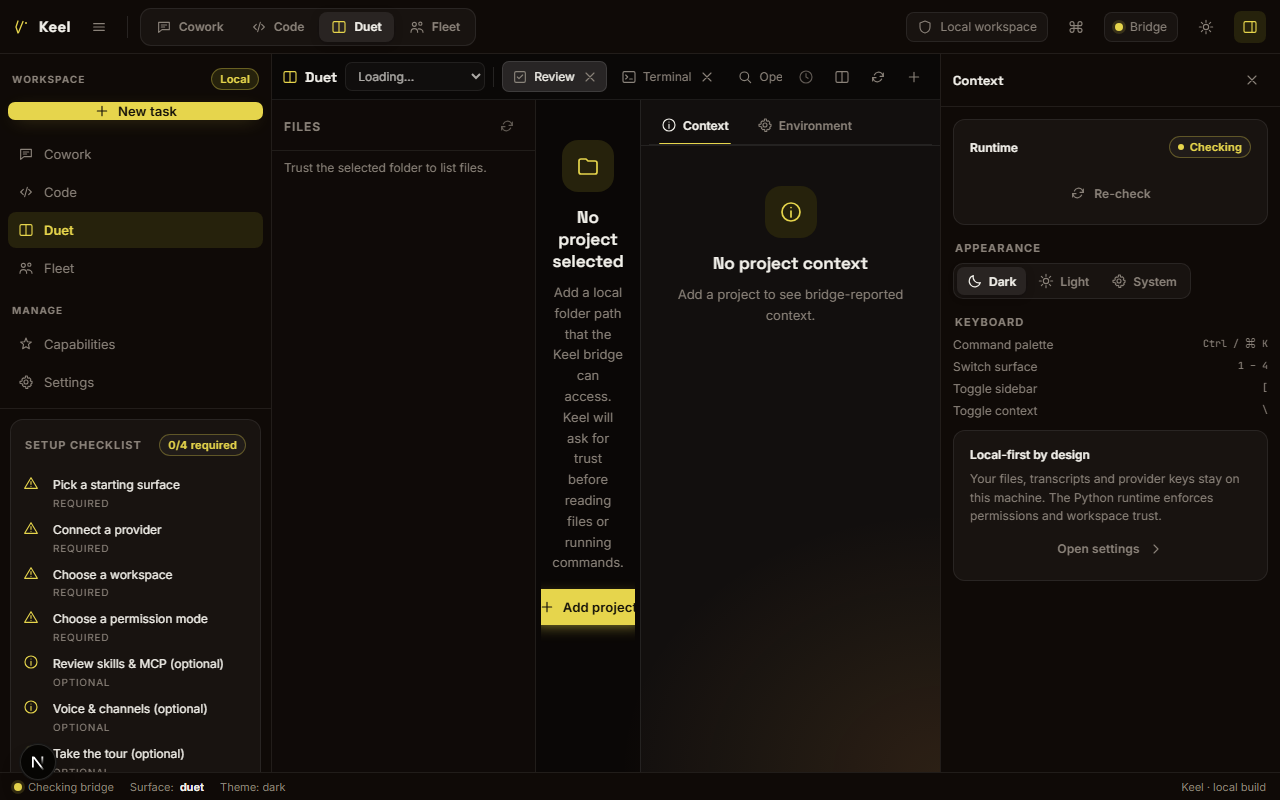 Keel
Cowork
Code
Duet
Fleet
Local workspace
⌘
Bridge
WORKSPACE
Local
+ New task
Cowork
Code
Duet
Fleet
MANAGE
Capabilities
Settings
SETUP CHECKLIST
0/4 required
Pick a starting surface
REQUIRED
Connect a provider
REQUIRED
Choose a workspace
REQUIRED
Choose a permission mode
REQUIRED
Review skills & MCP (optional)
OPTIONAL
Voice & channels (optional)
OPTIONAL
Take the tour (optional)
OPTIONAL
N
Duet
Loading...
Review
Terminal
Ope
FILES
Trust the selected folder to list files.
No
project
selected
Add a local
folder path
that the
Keel bridge
can
access.
Keel will
ask for
trust
before
reading
files or
running
commands.
+ Add project
Context
Environment
No project context
Add a project to see bridge-reported
context.
Context
Runtime
Checking
Re-check
APPEARANCE
Dark
Light
System
KEYBOARD
Command palette Ctrl / ⌘ K
Switch surface 1 – 4
Toggle sidebar [
Toggle context \
Local-first by design
Your files, transcripts and provider keys stay on
this machine. The Python runtime enforces
permissions and workspace trust.
Open settings
Checking bridge
Surface: duet
Theme: dark
Keel · local build